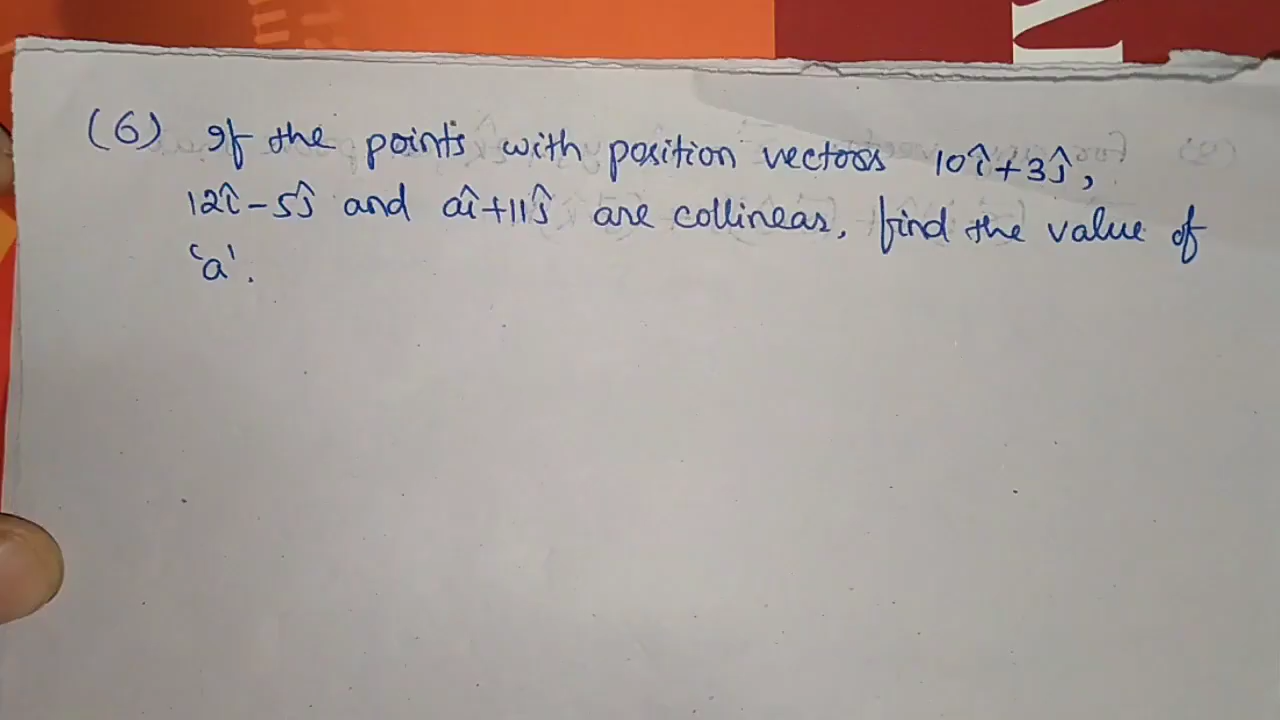 (6) If the points with position vectors 10î+3ĵ,
12î-5ĵ and aî+11ĵ are collinear, find the value of
'a'.